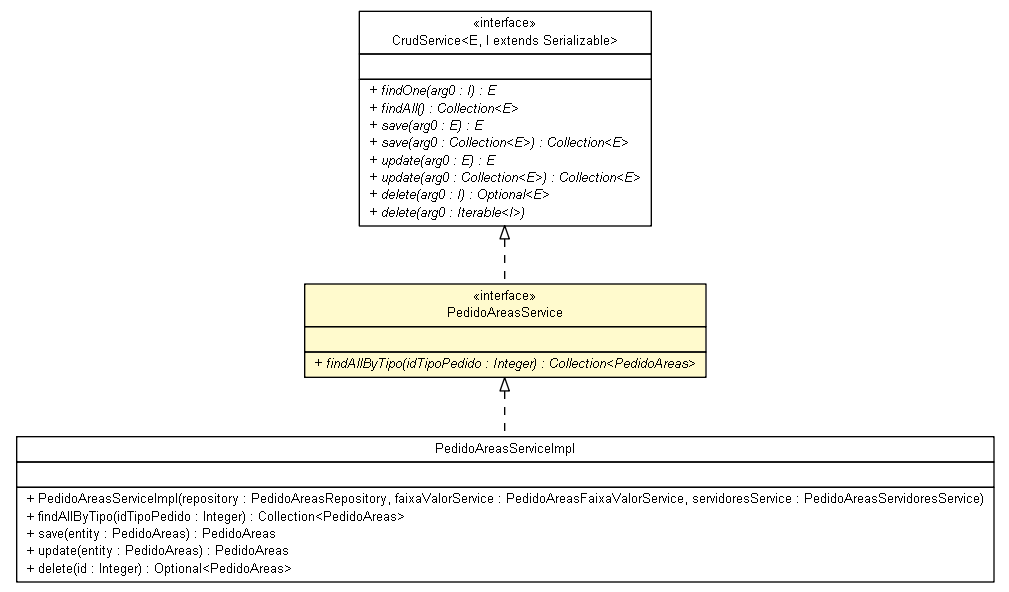 «interface»
CrudService<E, I extends Serializable>
+ findOne(arg0 : I) : E
+ findAll() : Collection<E>
+ save(arg0 : E) : E
+ save(arg0 : Collection<E>) : Collection<E>
+ update(arg0 : E) : E
+ update(arg0 : Collection<E>) : Collection<E>
+ delete(arg0 : I) : Optional<E>
+ delete(arg0 : Iterable<I>)
«interface»
PedidoAreasService
+ findAllByTipo(idTipoPedido : Integer) : Collection<PedidoAreas>
PedidoAreasServiceImpl
+ PedidoAreasServiceImpl(repository : PedidoAreasRepository, faixaValorService : PedidoAreasFaixaValorService, servidoresService : PedidoAreasServidoresService)
+ findAllByTipo(idTipoPedido : Integer) : Collection<PedidoAreas>
+ save(entity : PedidoAreas) : PedidoAreas
+ update(entity : PedidoAreas) : PedidoAreas
+ delete(id : Integer) : Optional<PedidoAreas>